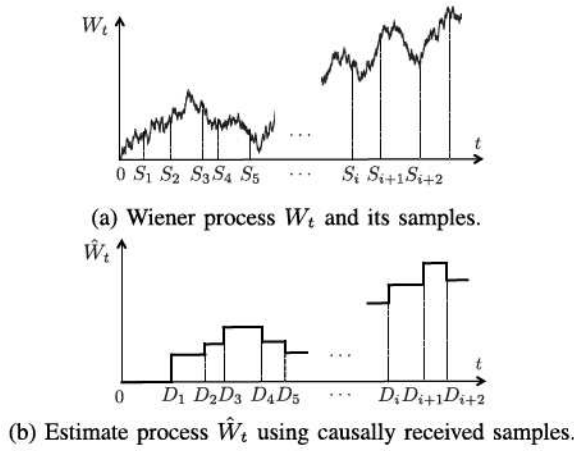 W_t
t
0 S_1 S_2 S_3 S_4 S_5 ... S_i S_{i+1} S_{i+2}
(a) Wiener process W_t and its samples.
Ŵ_t
t
0 D_1 D_2 D_3 D_4 D_5 ... D_i D_{i+1} D_{i+2}
(b) Estimate process Ŵ_t using causally received samples.